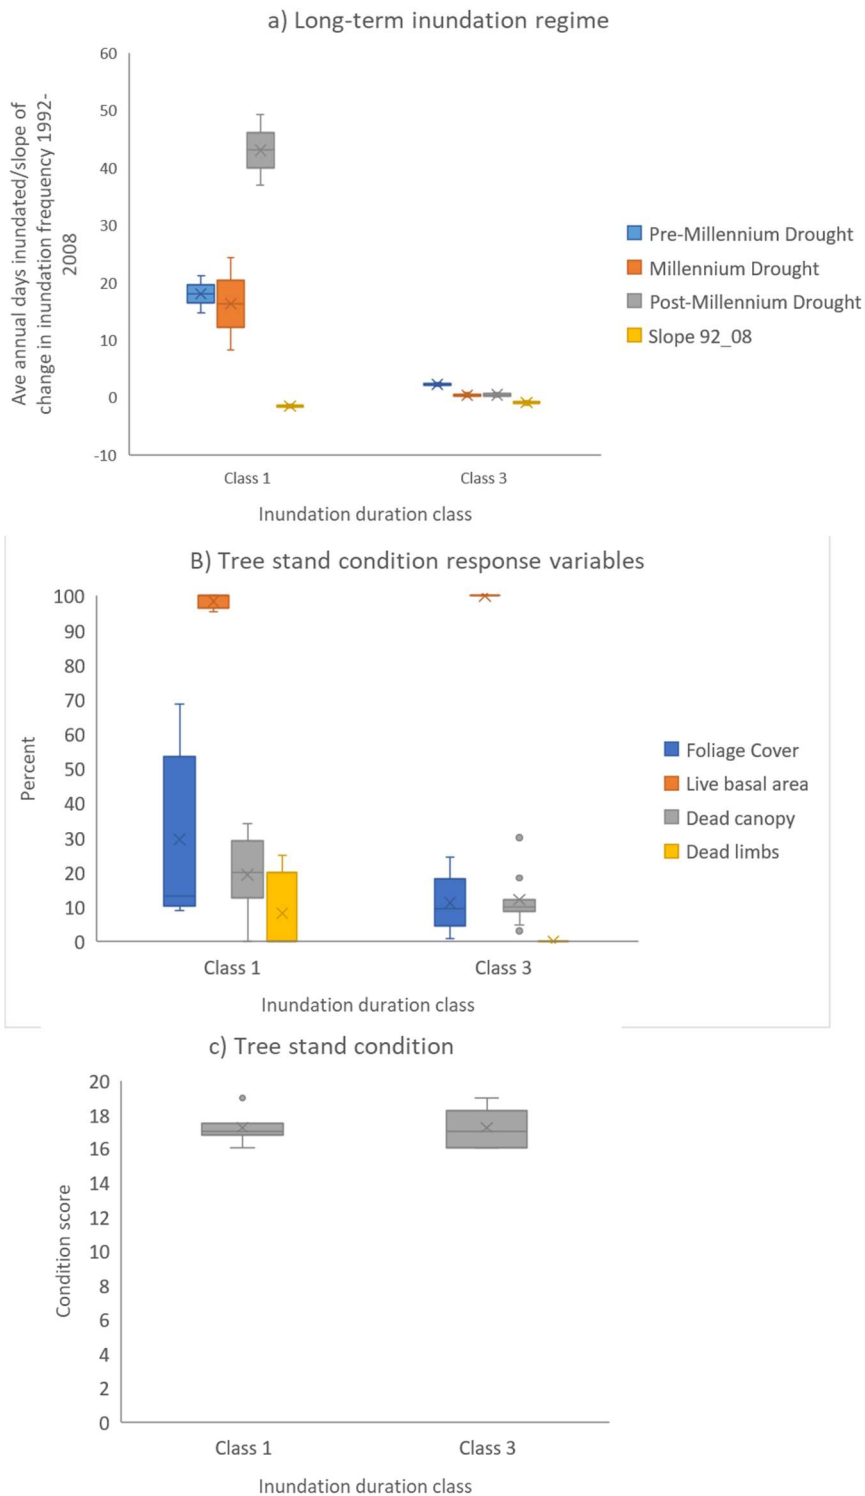 a) Long-term inundation regime
Ave annual days inundated/slope of
change in inundation frequency 1992-
2008
60
50
40
30
20
10
0
-10
Class 1
Class 3
Inundation duration class
Pre-Millennium Drought
Millennium Drought
Post-Millennium Drought
Slope 92_08
B) Tree stand condition response variables
Percent
100
90
80
70
60
50
40
30
20
10
0
Class 1
Class 3
Inundation duration class
Foliage Cover
Live basal area
Dead canopy
Dead limbs
c) Tree stand condition
Condition score
20
18
16
14
12
10
8
6
4
2
0
Class 1
Class 3
Inundation duration class